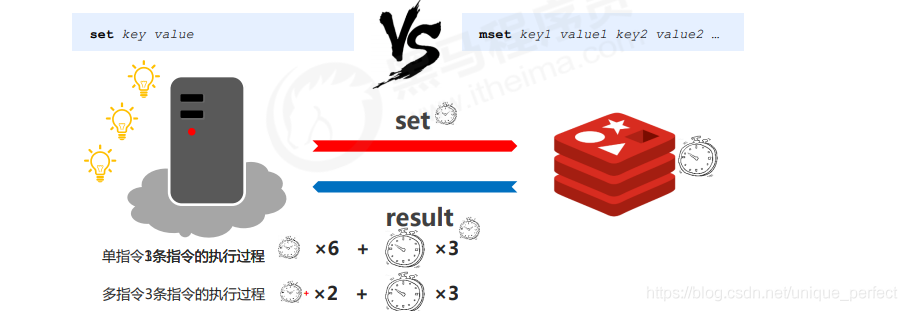 set key value
VS
mset key1 value1 key2 value2 …
黑马程序员
www.itheima.com
set
result
单指令3条指令的执行过程 ×6 + ×3
多指令3条指令的执行过程 + ×2 + ×3
https://blog.csdn.net/unique_perfect